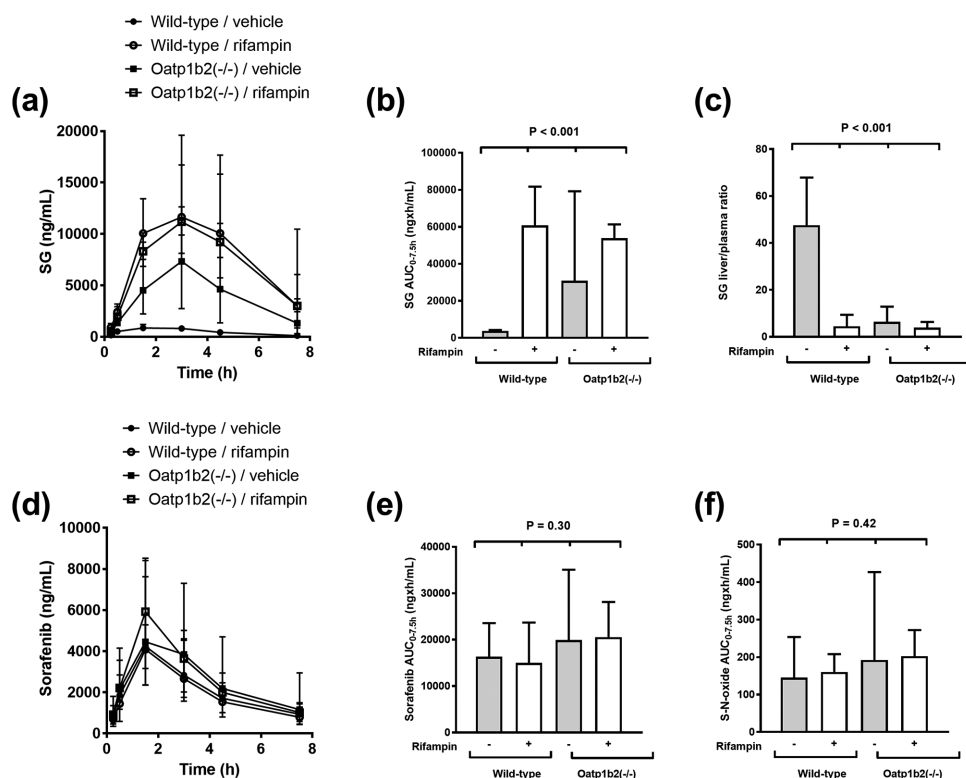 Wild-type / vehicle
Wild-type / rifampin
Oatp1b2(-/-) / vehicle
Oatp1b2(-/-) / rifampin
(a)
20000
15000
10000
5000
0
SG (ng/mL)
0 2 4 6 8
Time (h)
(b)
P < 0.001
100000
80000
60000
40000
20000
0
SG AUC0-7.5h (ngxh/mL)
Rifampin - + - +
Wild-type Oatp1b2(-/-)
(c)
P < 0.001
80
60
40
20
0
SG liver/plasma ratio
Rifampin - + - +
Wild-type Oatp1b2(-/-)
Wild-type / vehicle
Wild-type / rifampin
Oatp1b2(-/-) / vehicle
Oatp1b2(-/-) / rifampin
(d)
10000
8000
6000
4000
2000
0
Sorafenib (ng/mL)
0 2 4 6 8
Time (h)
(e)
P = 0.30
40000
30000
20000
10000
0
Sorafenib AUC0-7.5h (ngxh/mL)
Rifampin - + - +
Wild-type Oatp1b2(-/-)
(f)
P = 0.42
500
400
300
200
100
0
S-N-oxide AUC0-7.5h (ngxh/mL)
Rifampin - + - +
Wild-type Oatp1b2(-/-)